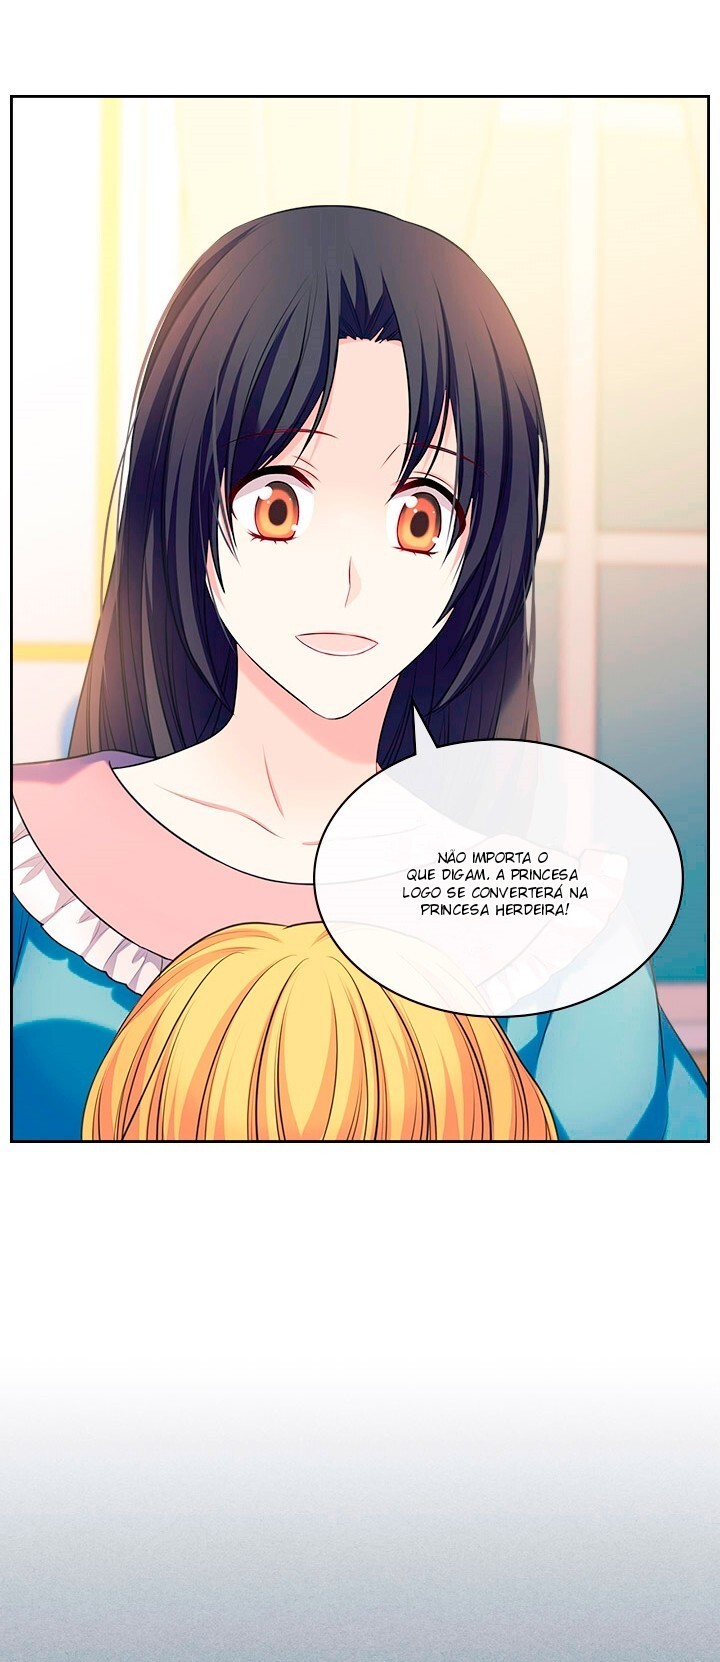 NÃO IMPORTA O
QUE DIGAM. A PRINCESA
LOGO SE CONVERTERÁ NA
PRINCESA HERDEIRA!